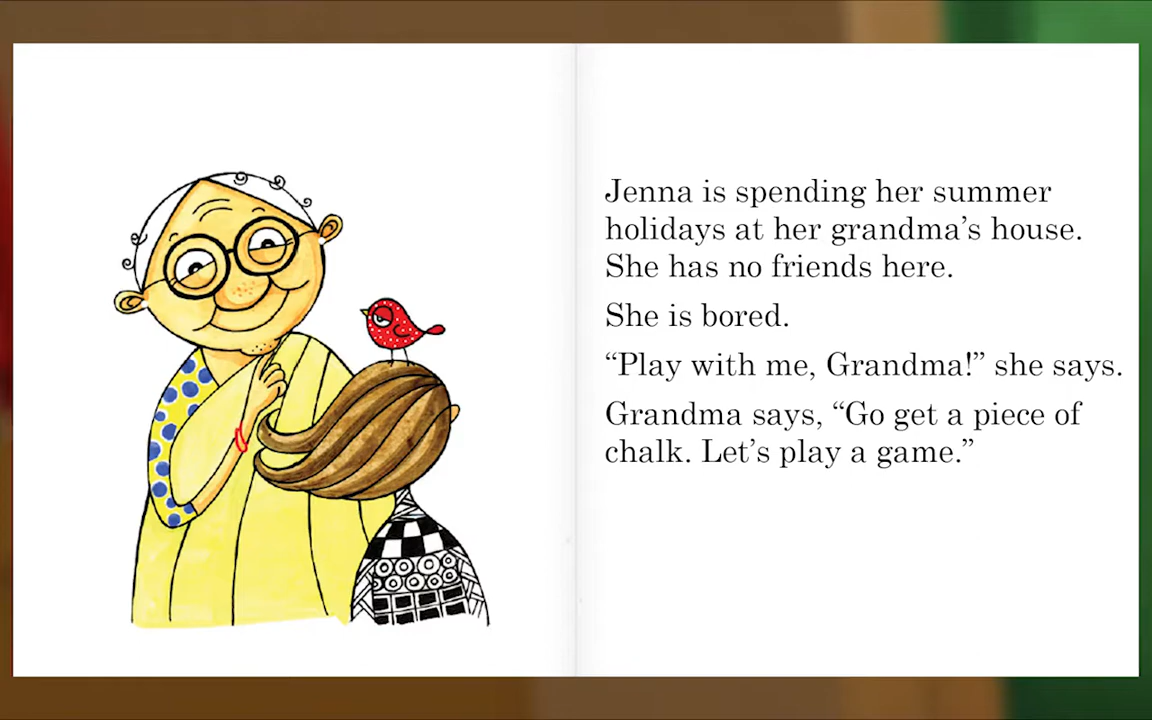 Jenna is spending her summer
holidays at her grandma’s house.
She has no friends here.
She is bored.
“Play with me, Grandma!” she says.
Grandma says, “Go get a piece of
chalk. Let’s play a game.”